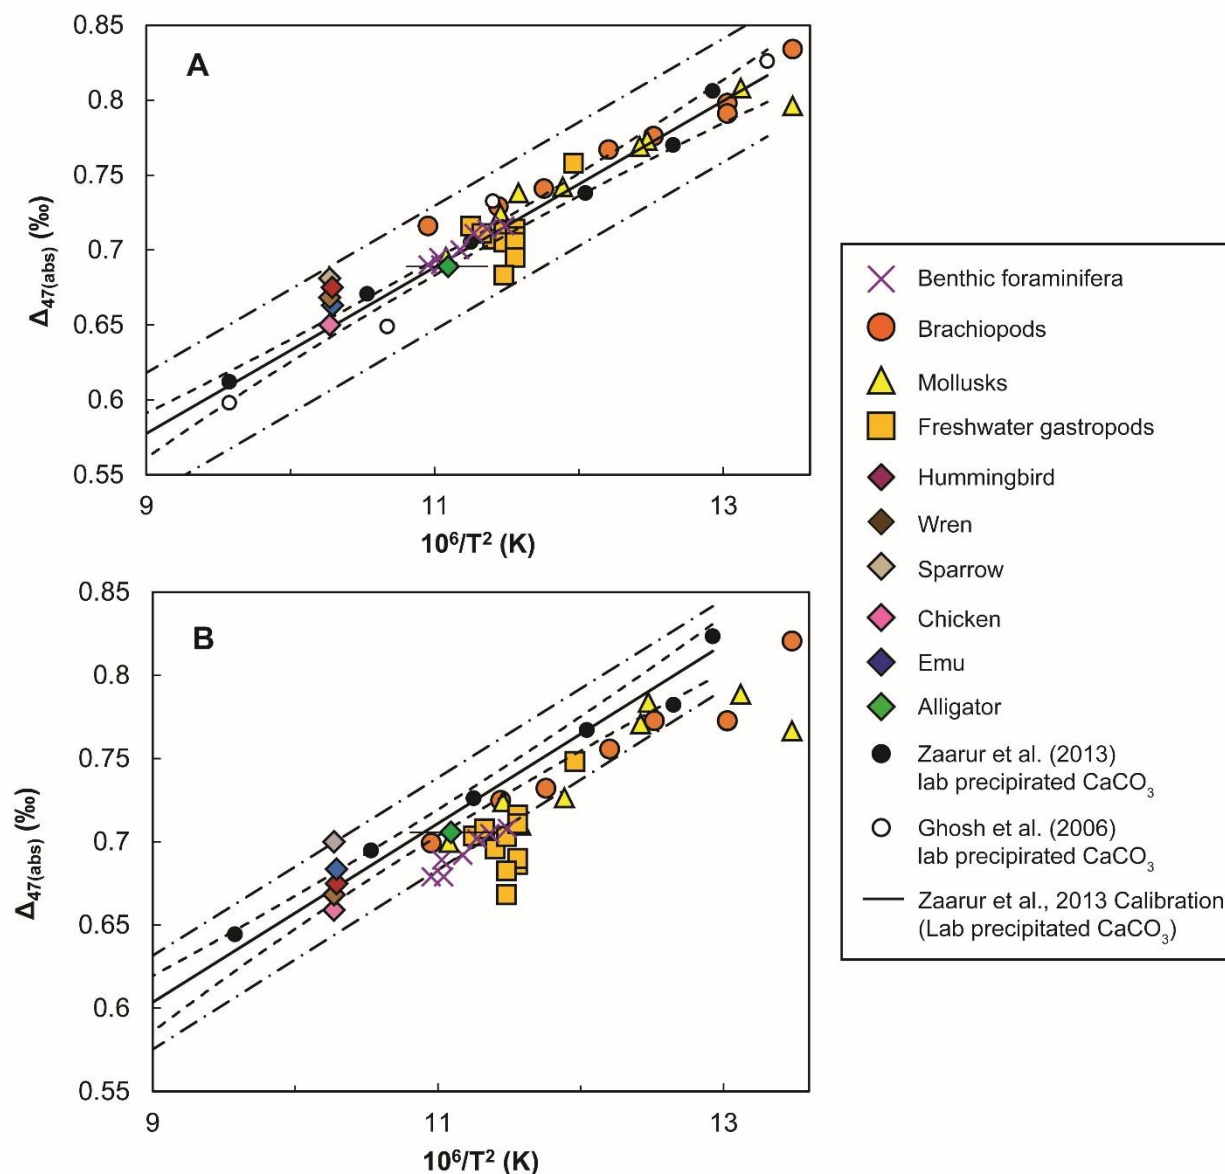 A
0.85
0.8
0.75
0.7
0.65
0.6
0.55
Δ47(abs) (‰)
9
11
13
10⁶/T² (K)
B
0.85
0.8
0.75
0.7
0.65
0.6
0.55
Δ47(abs) (‰)
9
11
13
10⁶/T² (K)
Benthic foraminifera
Brachiopods
Mollusks
Freshwater gastropods
Hummingbird
Wren
Sparrow
Chicken
Emu
Alligator
Zaarur et al. (2013)
lab precipirated CaCO₃
Ghosh et al. (2006)
lab precipirated CaCO₃
Zaarur et al., 2013 Calibration
(Lab precipitated CaCO₃)